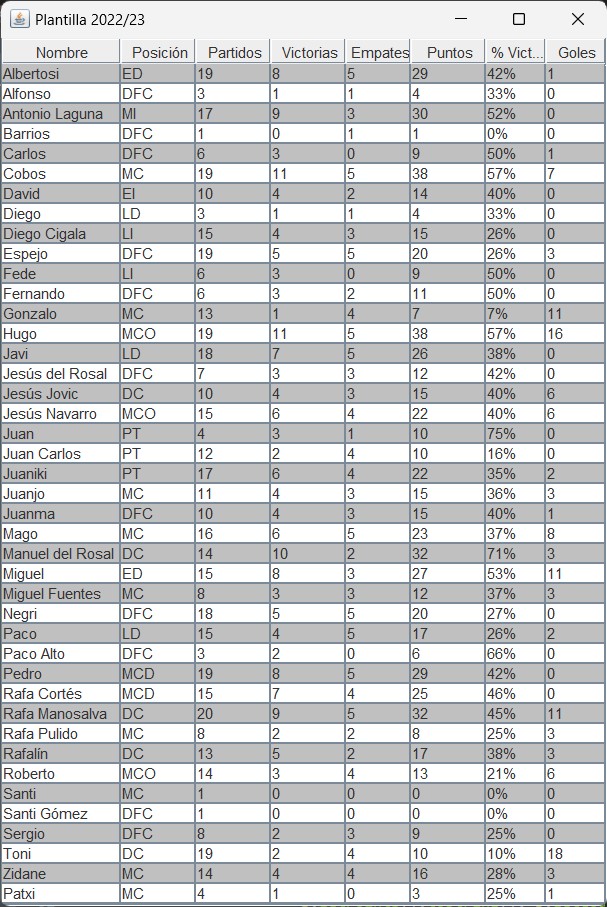 Plantilla 2022/23
Nombre Posición Partidos Victorias Empates Puntos % Vict... Goles
Albertosi ED 19 8 5 29 42% 1
Alfonso DFC 3 1 1 4 33% 0
Antonio Laguna MI 17 9 3 30 52% 0
Barrios DFC 1 0 1 1 0% 0
Carlos DFC 6 3 0 9 50% 1
Cobos MC 19 11 5 38 57% 7
David EI 10 4 2 14 40% 0
Diego LD 3 1 1 4 33% 0
Diego Cigala LI 15 4 3 15 26% 0
Espejo DFC 19 5 5 20 26% 3
Fede LI 6 3 0 9 50% 0
Fernando DFC 6 3 2 11 50% 0
Gonzalo MC 13 1 4 7 7% 11
Hugo MCO 19 11 5 38 57% 16
Javi LD 18 7 5 26 38% 0
Jesús del Rosal DFC 7 3 3 12 42% 0
Jesús Jovic DC 10 4 3 15 40% 6
Jesús Navarro MCO 15 6 4 22 40% 6
Juan PT 4 3 1 10 75% 0
Juan Carlos PT 12 2 4 10 16% 0
Juaniki PT 17 6 4 22 35% 2
Juanjo MC 11 4 3 15 36% 3
Juanma DFC 10 4 3 15 40% 1
Mago MC 16 6 5 23 37% 8
Manuel del Rosal DC 14 10 2 32 71% 3
Miguel ED 15 8 3 27 53% 11
Miguel Fuentes MC 8 3 3 12 37% 3
Negri DFC 18 5 5 20 27% 0
Paco LD 15 4 5 17 26% 2
Paco Alto DFC 3 2 0 6 66% 0
Pedro MCD 19 8 5 29 42% 0
Rafa Cortés MCD 15 7 4 25 46% 0
Rafa Manosalva DC 20 9 5 32 45% 11
Rafa Pulido MC 8 2 2 8 25% 3
Rafalín DC 13 5 2 17 38% 3
Roberto MCO 14 3 4 13 21% 6
Santi MC 1 0 0 0 0% 0
Santi Gómez DFC 1 0 0 0 0% 0
Sergio DFC 8 2 3 9 25% 0
Toni DC 19 2 4 10 10% 18
Zidane MC 14 4 4 16 28% 3
Patxi MC 4 1 0 3 25% 1